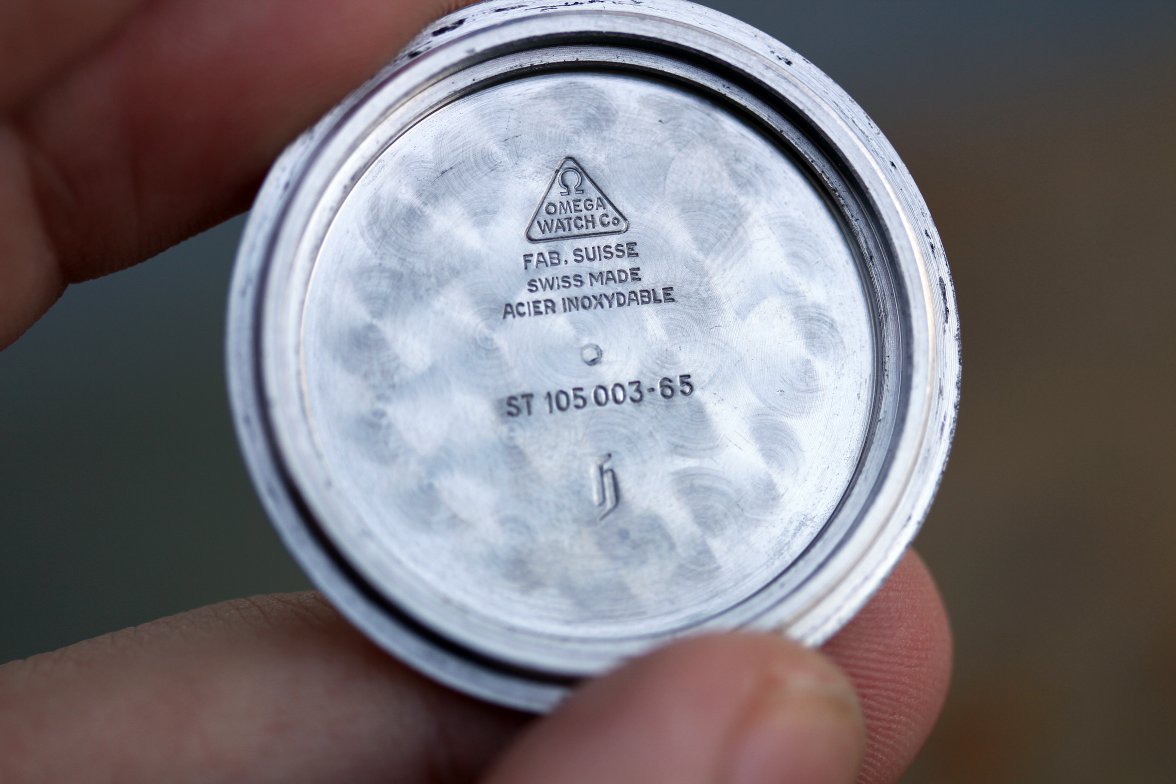 Ω
OMEGA
WATCH Co
FAB. SUISSE
SWISS MADE
ACIER INOXYDABLE
ST 105 003-65